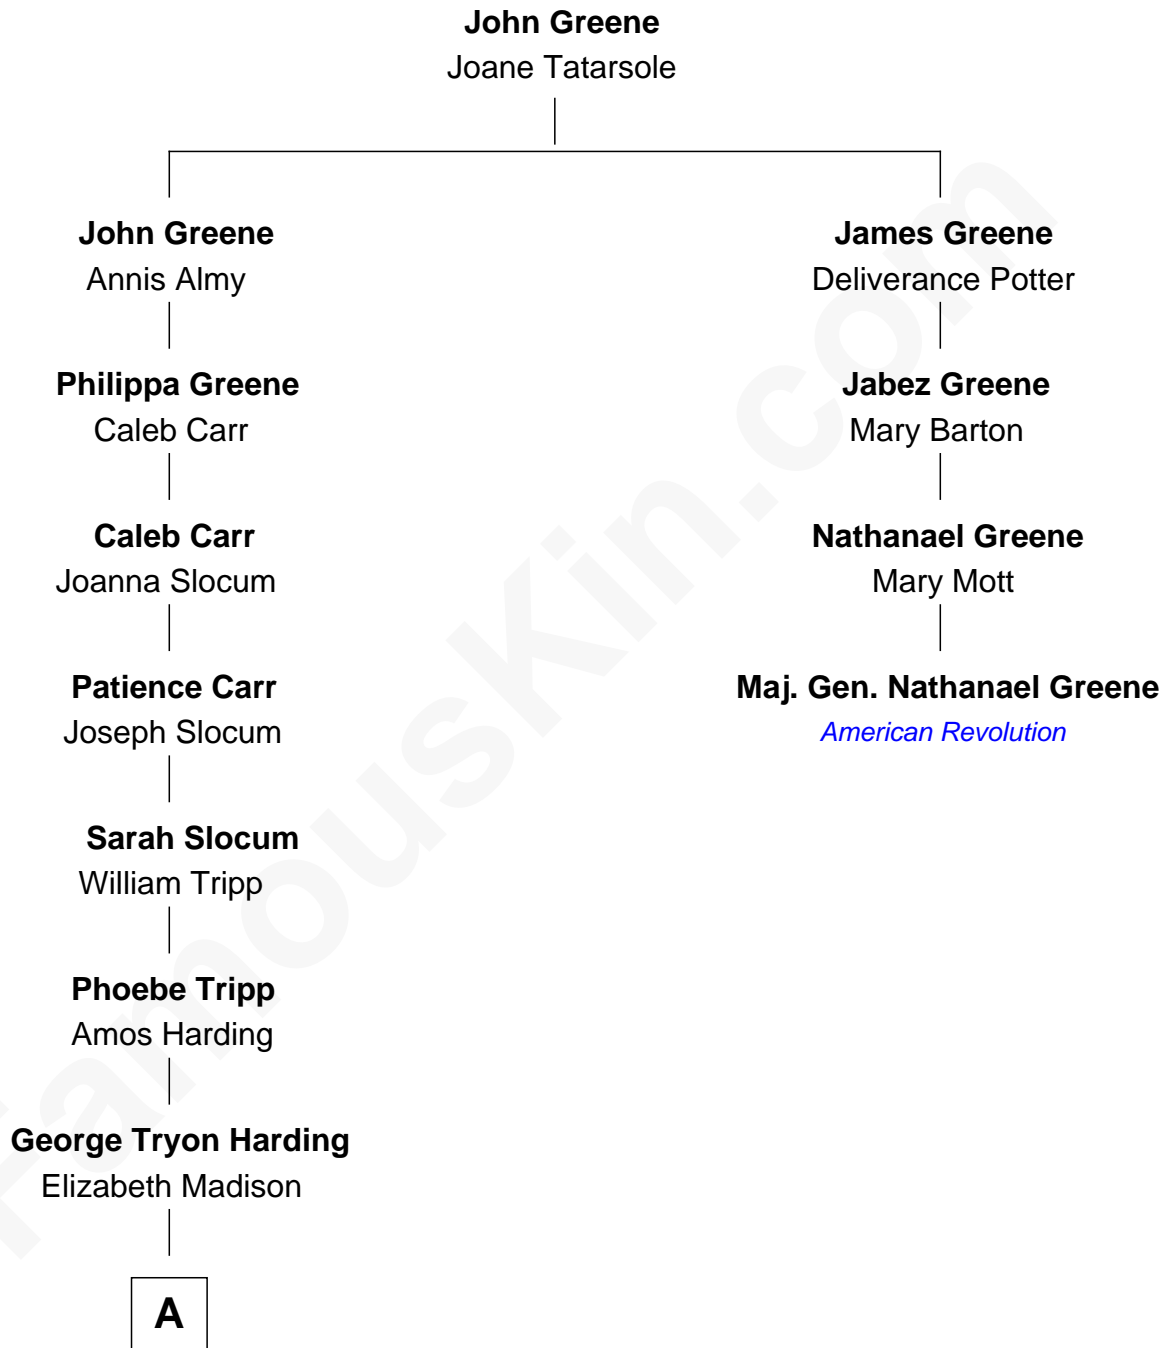 John Greene
Joane Tatarsole
John Greene
Annis Almy
James Greene
Deliverance Potter
Philippa Greene
Caleb Carr
Jabez Greene
Mary Barton
Caleb Carr
Joanna Slocum
Nathanael Greene
Mary Mott
Patience Carr
Joseph Slocum
Maj. Gen. Nathanael Greene
American Revolution
Sarah Slocum
William Tripp
Phoebe Tripp
Amos Harding
George Tryon Harding
Elizabeth Madison
A
FamousKin.com